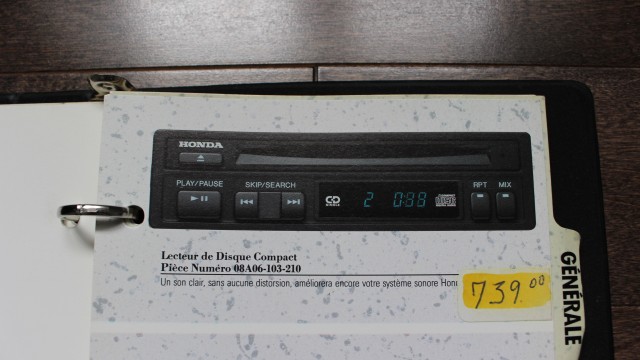 HONDA
PLAY/PAUSE
SKIP/SEARCH
CD
2 0:88
RPT
MIX
Lecteur de Disque Compact
Pièce Numéro 08A06-103-210
Un son clair, sans aucune distorsion, améliorera encore votre système sonore
739.00
GÉNÉRALE